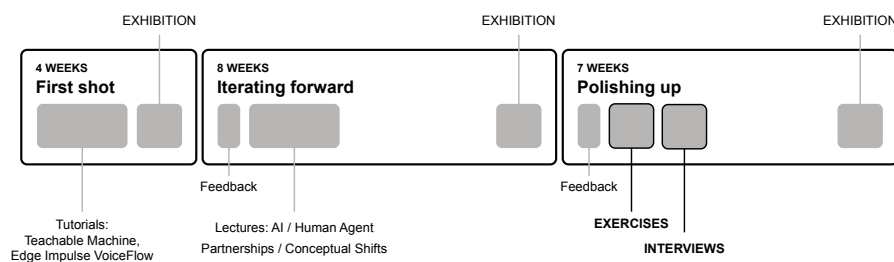 EXHIBITION
EXHIBITION
EXHIBITION
4 WEEKS
First shot
8 WEEKS
Iterating forward
7 WEEKS
Polishing up
Feedback
Feedback
Tutorials:
Teachable Machine,
Edge Impulse VoiceFlow
Lectures: AI / Human Agent
Partnerships / Conceptual Shifts
EXERCISES
INTERVIEWS